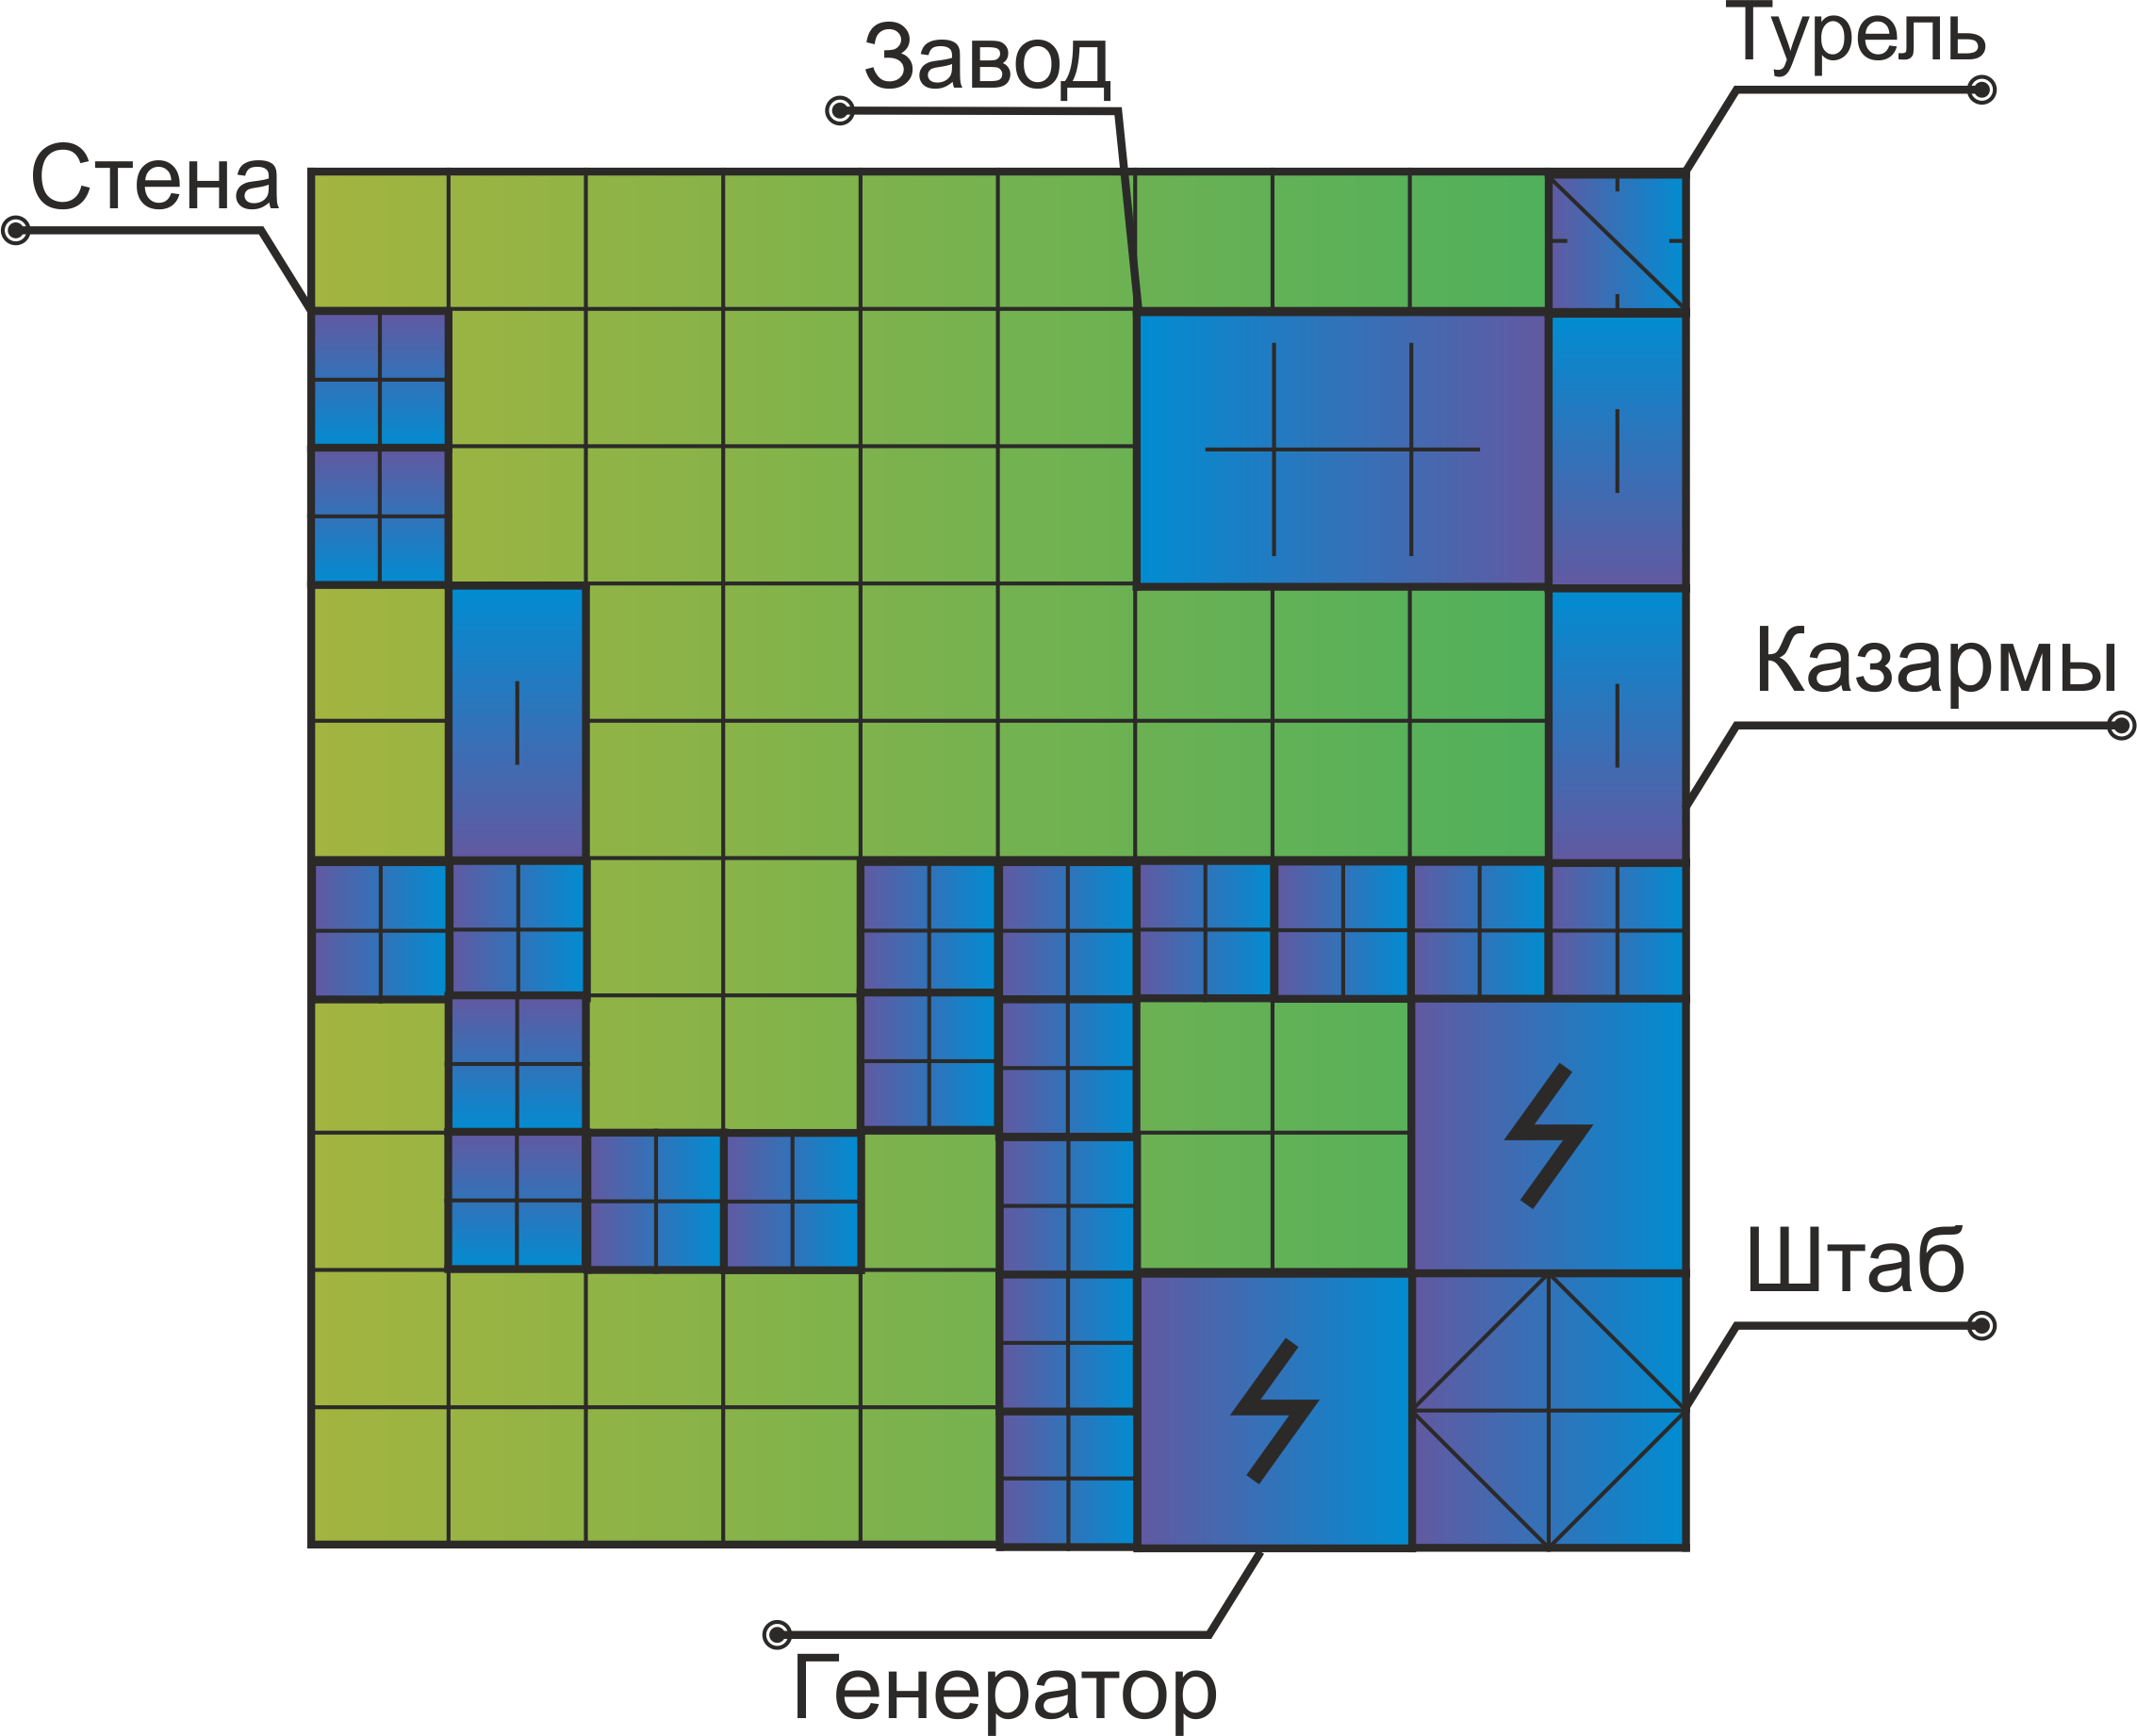 Турель
Завод
Стена
Казармы
Штаб
Генератор